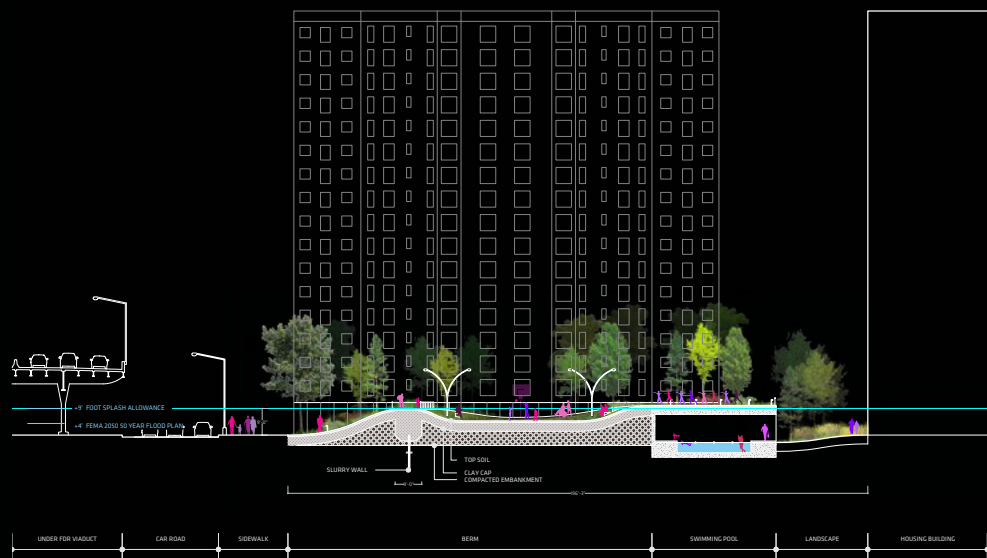 +9' FOOT SPLASH ALLOWANCE
+4' FEMA 2050 50 YEAR FLOOD PLAN
TOP SOIL
SLURRY WALL
CLAY CAP
COMPACTED EMBANKMENT
UNDER FDR VIADUCT
CAR ROAD
SIDEWALK
BERM
SWIMMING POOL
LANDSCAPE
HOUSING BUILDING